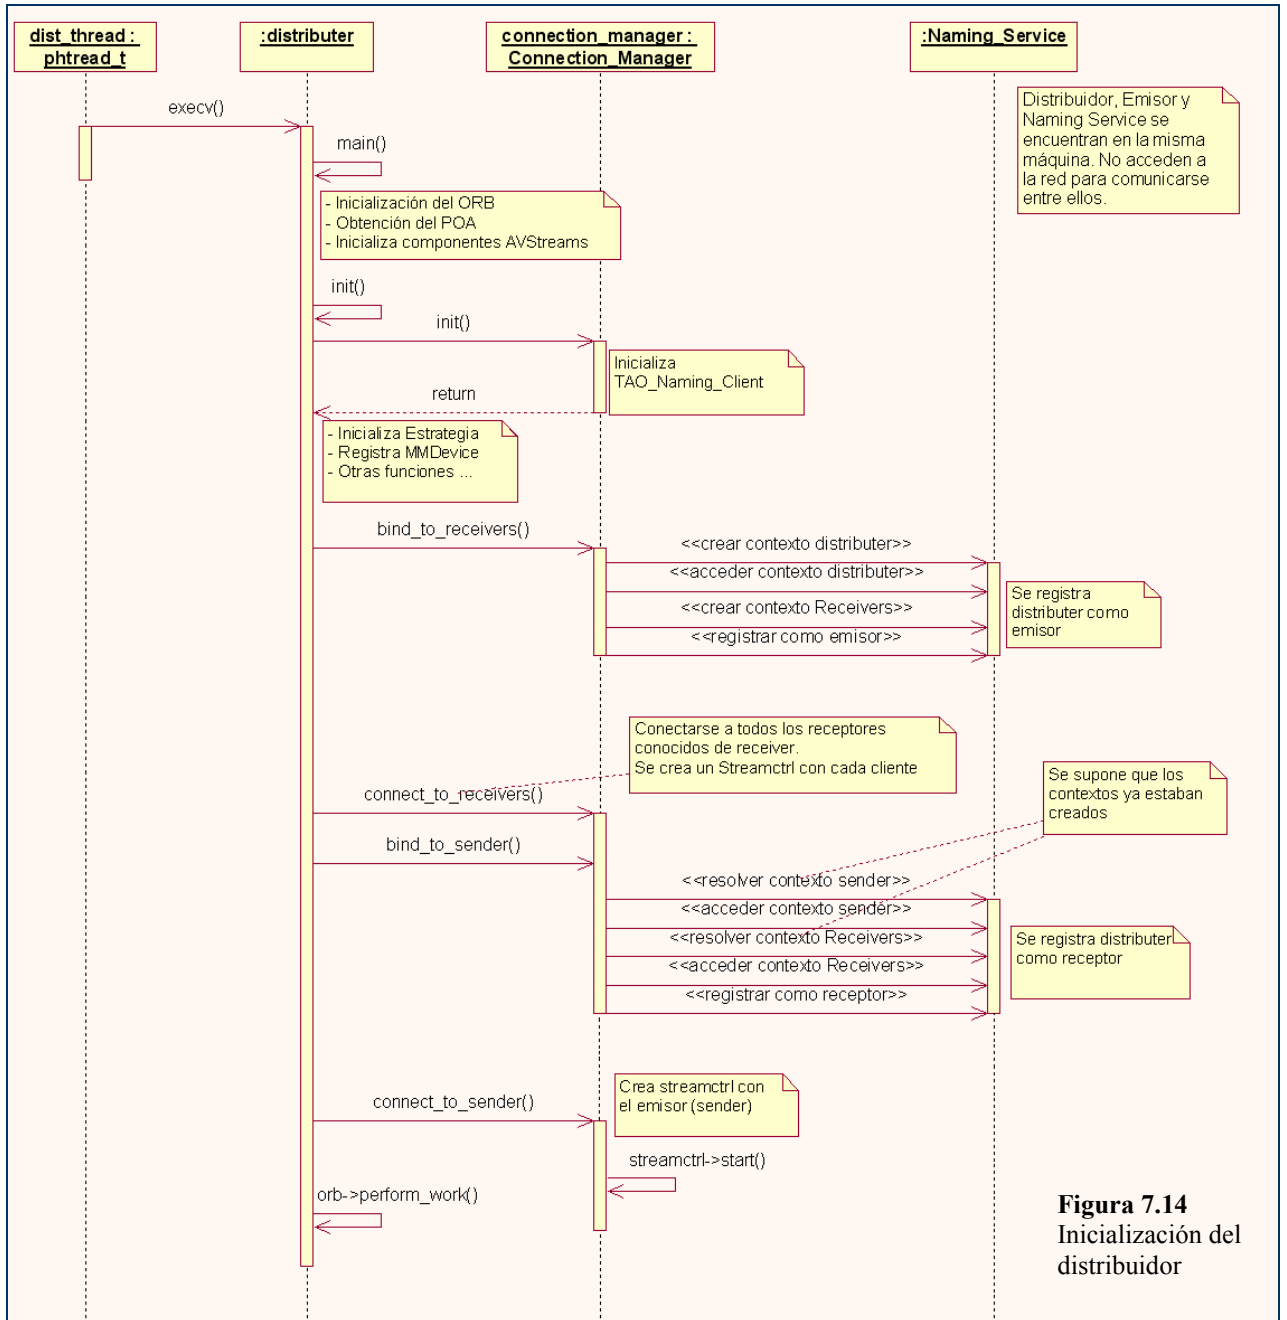 dist_thread :
phtread_t
:distributer
connection_manager :
Connection_Manager
:Naming_Service
Distribuidor, Emisor y
Naming Service se
encuentran en la misma
máquina. No acceden a
la red para comunicarse
entre ellos.
execv()
main()
- Inicialización del ORB
- Obtención del POA
- Inicializa componentes AVStreams
init()
init()
Inicializa
TAO_Naming_Client
return
- Inicializa Estrategia
- Registra MMDevice
- Otras funciones ...
bind_to_receivers()
<<crear contexto distributer>>
<<acceder contexto distributer>>
<<crear contexto Receivers>>
<<registrar como emisor>>
Se registra
distributer como
emisor
Conectarse a todos los receptores
conocidos de receiver.
Se crea un Streamctrl con cada cliente
Se supone que los
contextos ya estaban
creados
connect_to_receivers()
bind_to_sender()
<<resolver contexto sender>>
<<acceder contexto sender>>
<<resolver contexto Receivers>>
<<acceder contexto Receivers>>
<<registrar como receptor>>
Se registra distributer
como receptor
Crea streamctrl con
el emisor (sender)
connect_to_sender()
streamctrl->start()
orb->perform_work()
Figura 7.14
Inicialización del
distribuidor